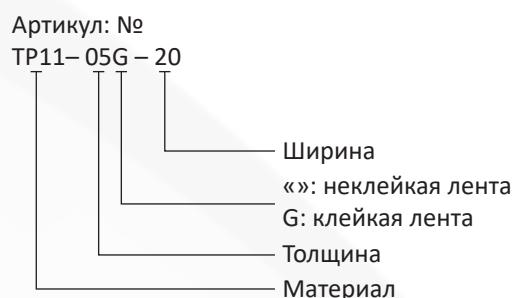 Артикул: №
TP11– 05G – 20
Ширина
«»: неклейкая лента
G: клейкая лента
Толщина
Материал